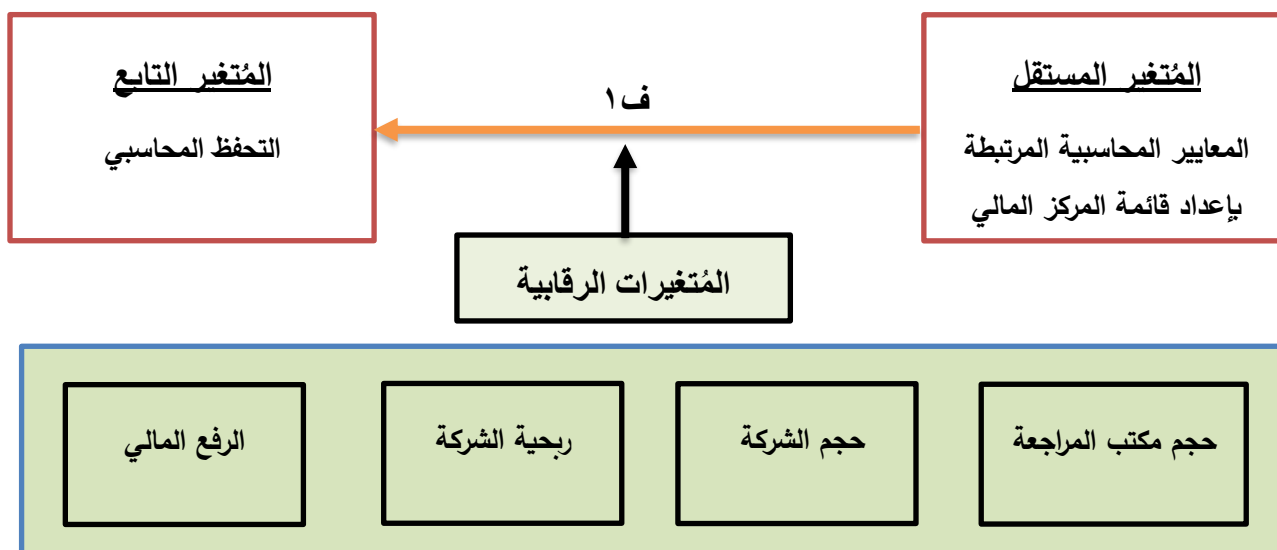 المُتغير المستقل
المعايير المحاسبية المرتبطة
بإعداد قائمة المركز المالي
ف١
المُتغير التابع
التحفظ المحاسبي
المُتغيرات الرقابية
حجم مكتب المراجعة
حجم الشركة
ربحية الشركة
الرفع المالي